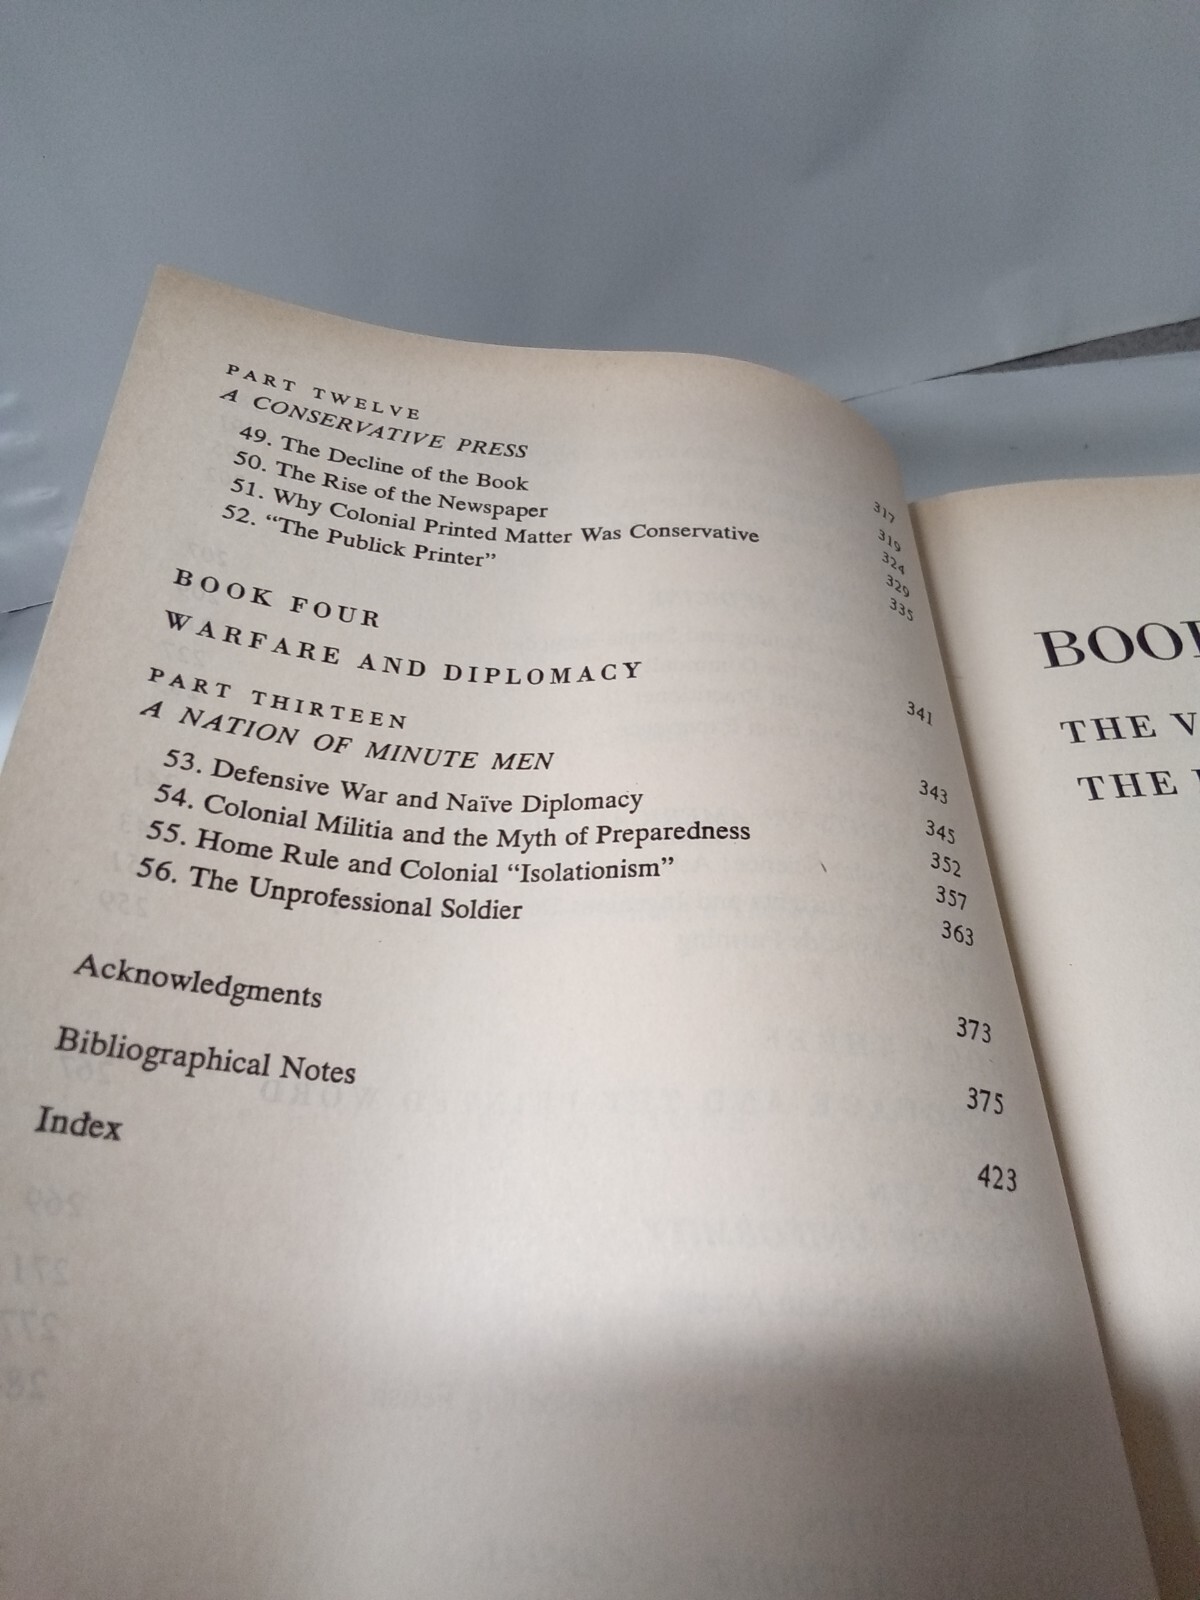 PART TWELVE
A CONSERVATIVE PRESS 317
49. The Decline of the Book 319
50. The Rise of the Newspaper 324
51. Why Colonial Printed Matter Was Conservative 329
52. "The Publick Printer" 335
BOOK FOUR
WARFARE AND DIPLOMACY 341
PART THIRTEEN
A NATION OF MINUTE MEN 343
53. Defensive War and Naïve Diplomacy 345
54. Colonial Militia and the Myth of Preparedness 352
55. Home Rule and Colonial "Isolationism" 357
56. The Unprofessional Soldier 363
Acknowledgments 373
Bibliographical Notes 375
Index 423
BOO
THE V
THE